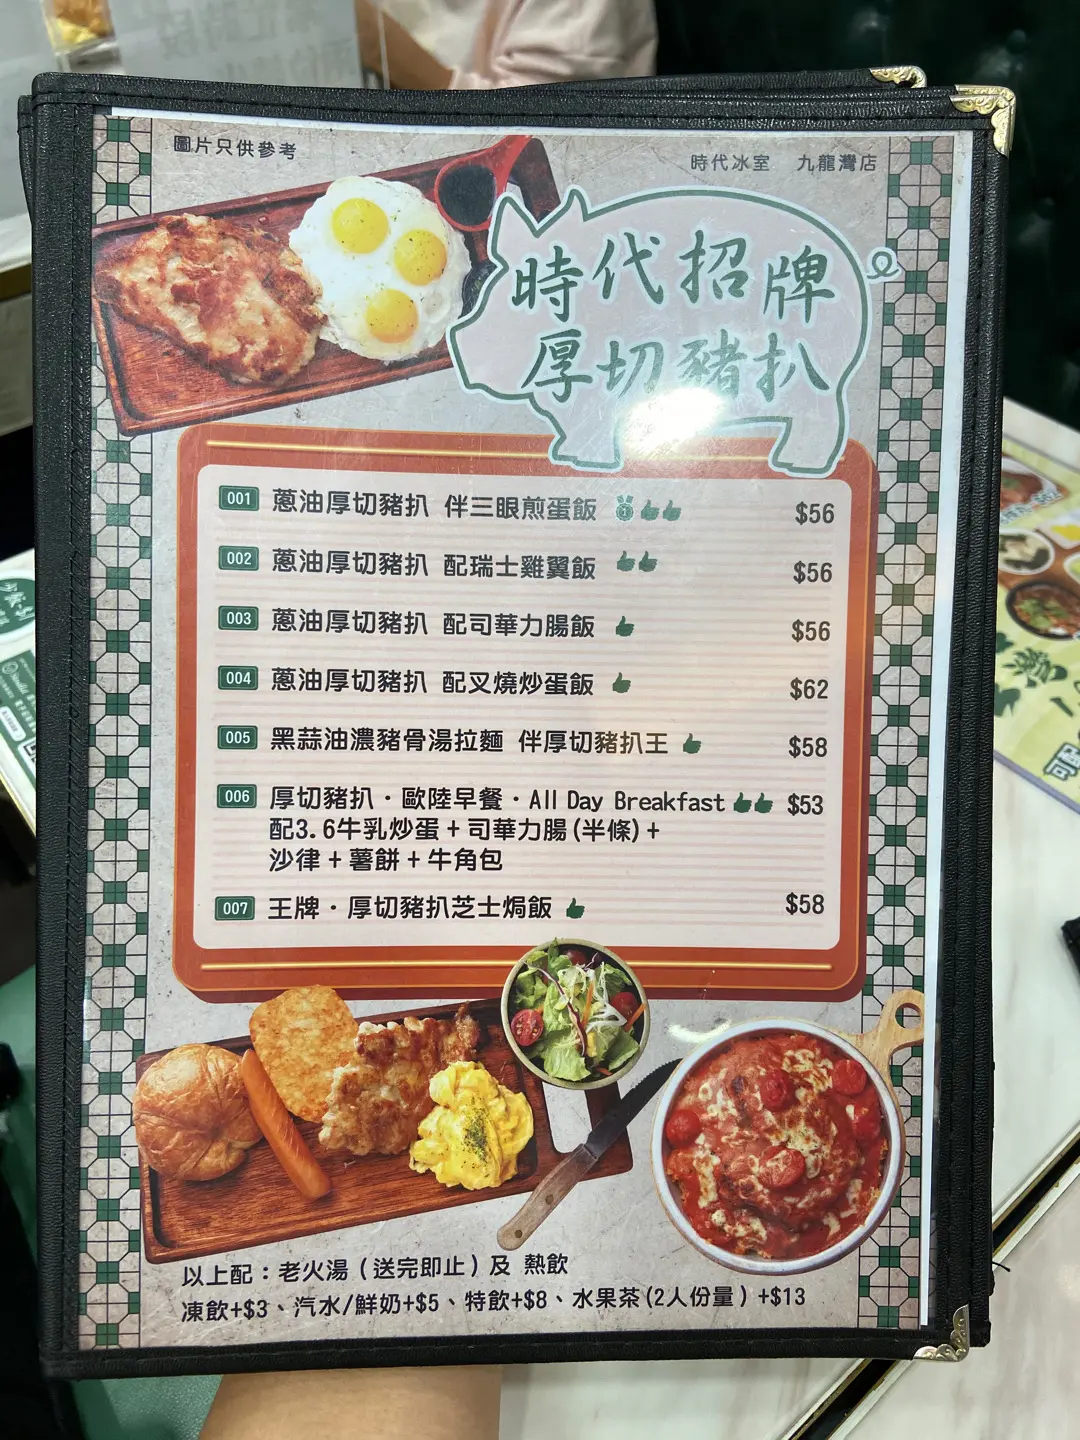 圖片只供參考
時代冰室 九龍灣店
時代招牌
厚切豬扒
001 蔥油厚切豬扒 伴三眼煎蛋飯 $56
002 蔥油厚切豬扒 配瑞士雞翼飯 $56
003 蔥油厚切豬扒 配司華力腸飯 $56
004 蔥油厚切豬扒 配叉燒炒蛋飯 $62
005 黑蒜油濃豬骨湯拉麵 伴厚切豬扒王 $58
006 厚切豬扒·歐陸早餐·All Day Breakfast $53
配3.6牛乳炒蛋+司華力腸(半條)+
沙律+薯餅+牛角包
007 王牌·厚切豬扒芝士焗飯 $58
以上配：老火湯（送完即止）及 熱飲
凍飲+$3、汽水/鮮奶+$5、特飲+$8、水果茶(2人份量）+$13